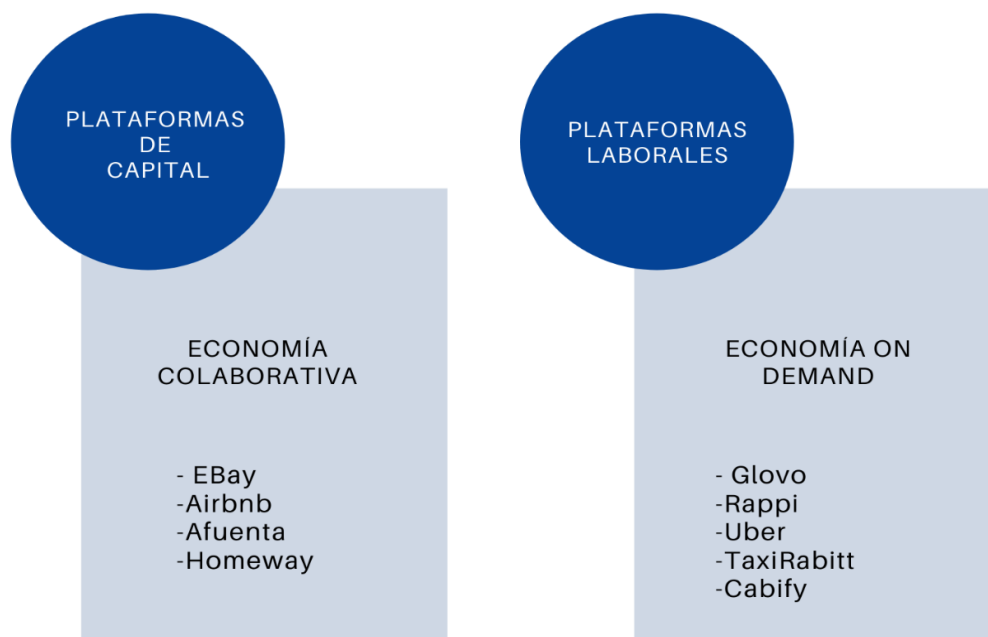 PLATAFORMAS
DE
CAPITAL
ECONOMÍA
COLABORATIVA
- EBay
-Airbnb
-Afuenta
-Homeway
PLATAFORMAS
LABORALES
ECONOMÍA ON
DEMAND
- Glovo
-Rappi
-Uber
-TaxiRabitt
-Cabify